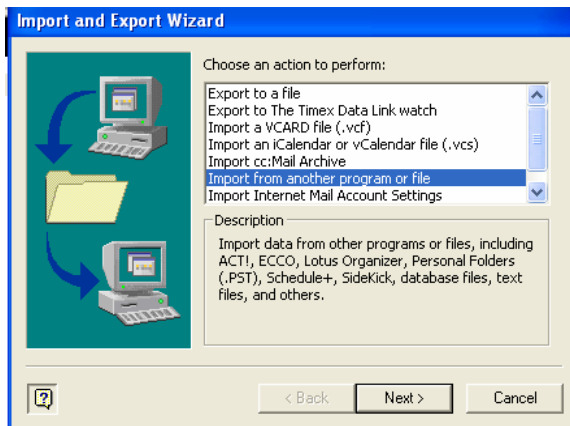 Import and Export Wizard
Choose an action to perform:
Export to a file
Export to The Timex Data Link watch
Import a VCARD file (.vcf)
Import an iCalendar or vCalendar file (.vcs)
Import cc:Mail Archive
Import from another program or file
Import Internet Mail Account Settings
Description
Import data from other programs or files, including
ACT!, ECCO, Lotus Organizer, Personal Folders
(.PST), Schedule+, SideKick, database files, text
files, and others.
?
< Back
Next >
Cancel